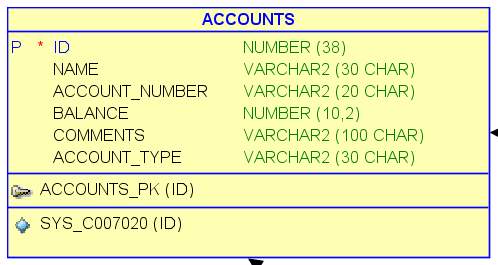 ACCOUNTS
P * ID NUMBER (38)
NAME VARCHAR2 (30 CHAR)
ACCOUNT_NUMBER VARCHAR2 (20 CHAR)
BALANCE NUMBER (10,2)
COMMENTS VARCHAR2 (100 CHAR)
ACCOUNT_TYPE VARCHAR2 (30 CHAR)
ACCOUNTS_PK (ID)
SYS_C007020 (ID)